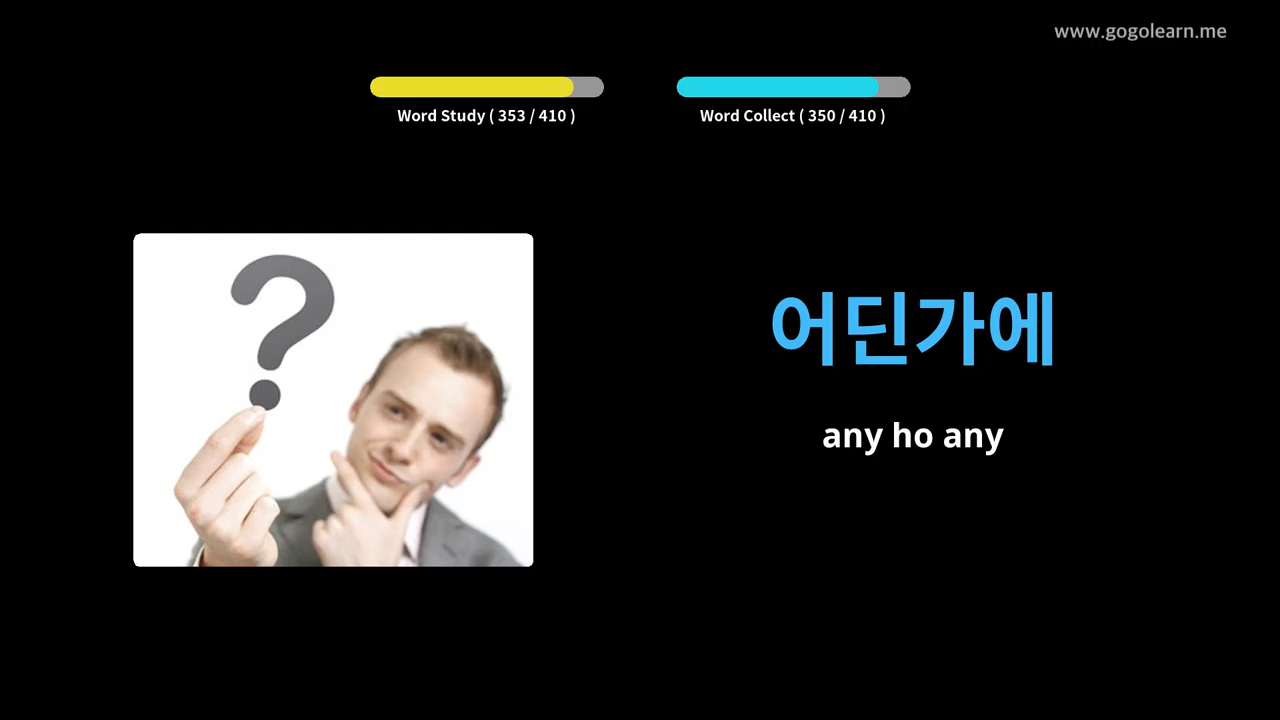 www.gogolearn.me
Word Study ( 353 / 410 )
Word Collect ( 350 / 410 )
?
어딘가에
any ho any